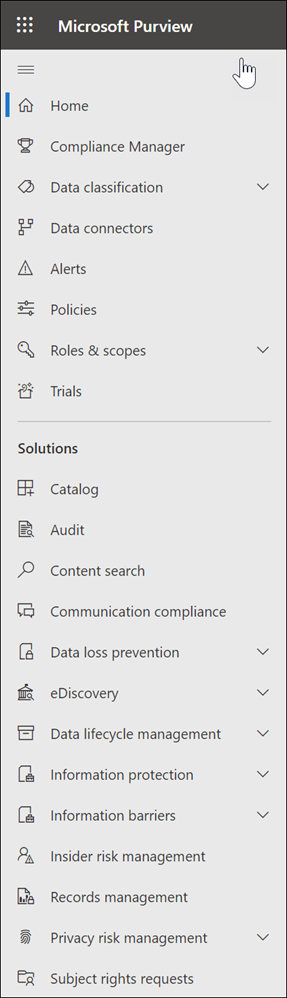 Microsoft Purview
Home
Compliance Manager
Data classification
Data connectors
Alerts
Policies
Roles & scopes
Trials
Solutions
Catalog
Audit
Content search
Communication compliance
Data loss prevention
eDiscovery
Data lifecycle management
Information protection
Information barriers
Insider risk management
Records management
Privacy risk management
Subject rights requests